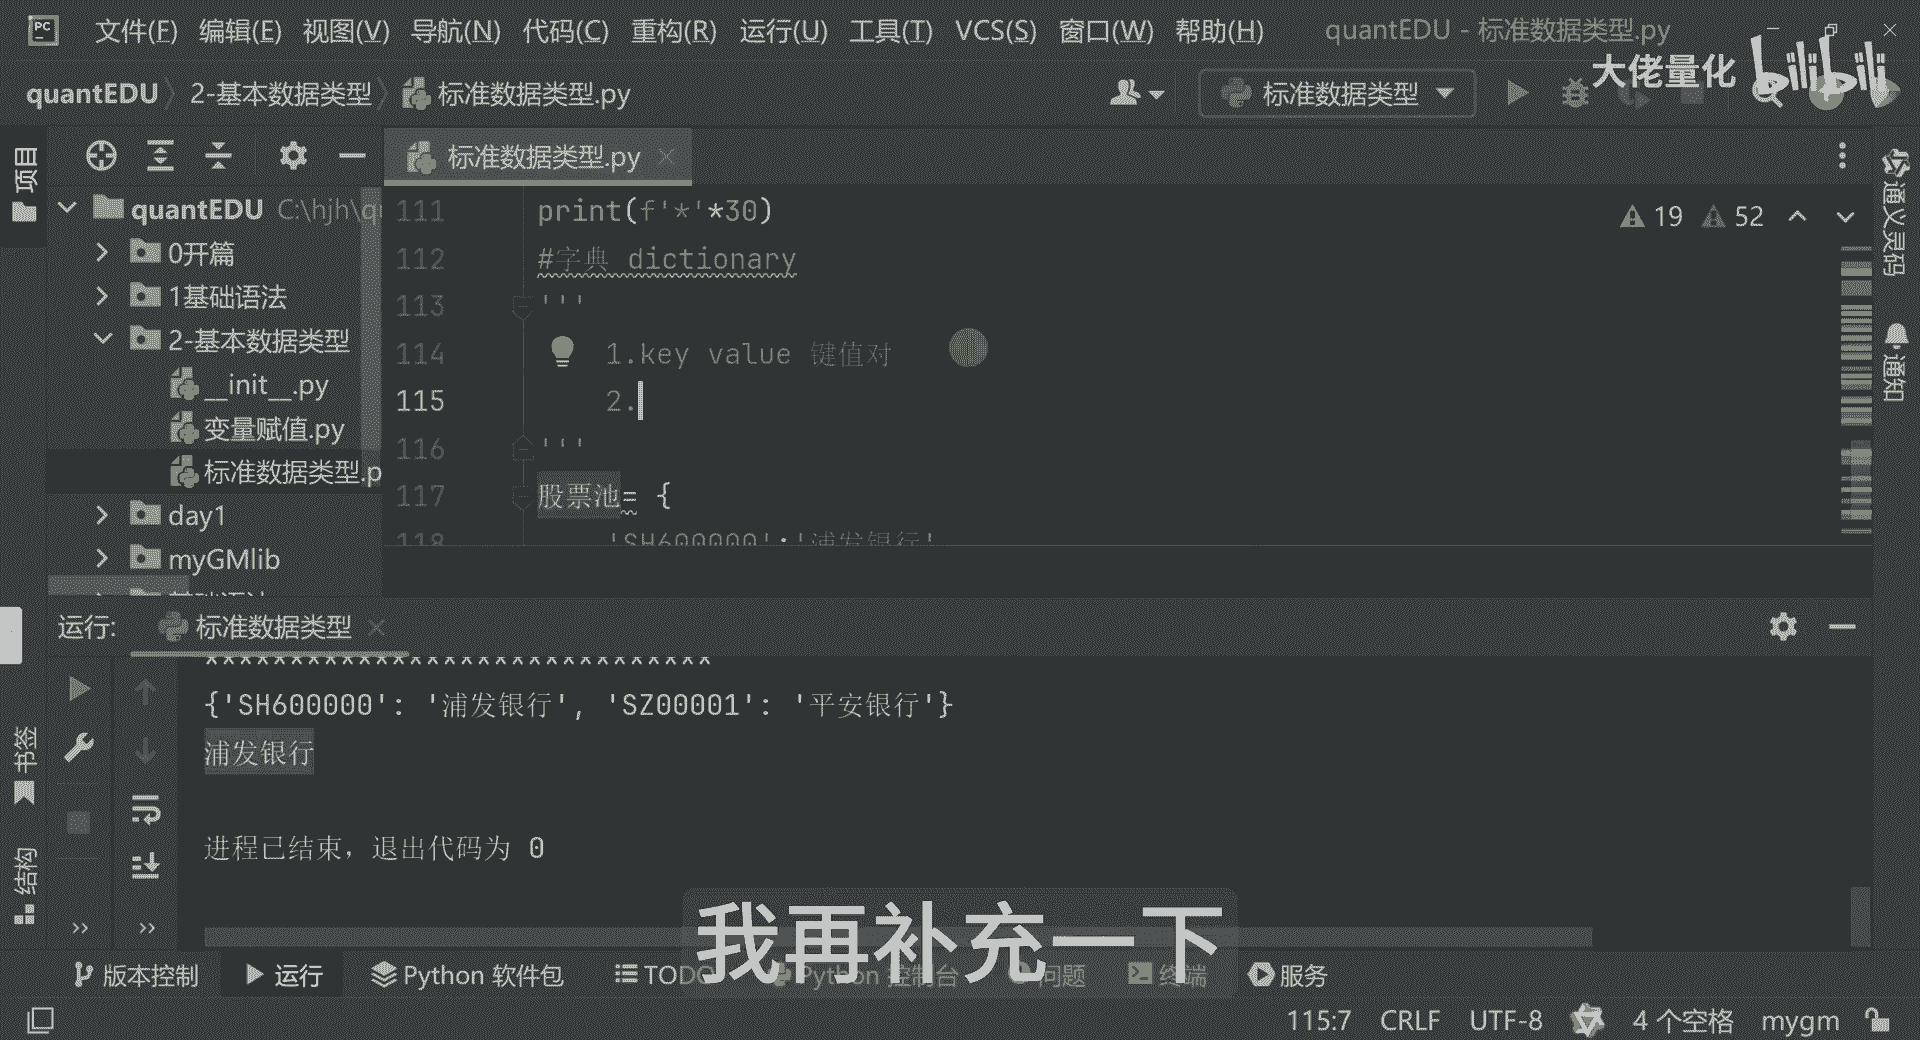 PC 文件(F) 编辑(E) 视图(V) 导航(N) 代码(C) 重构(R) 运行(U) 工具(T) VCS(S) 窗口(W) 帮助(H) quantEDU - 标准数据类型.py
大佬量化 bilibili
quantEDU 2-基本数据类型 标准数据类型.py 标准数据类型
项目
标准数据类型.py
quantEDU C:\hjh\q
0开篇
1基础语法
2-基本数据类型
__init__.py
变量赋值.py
标准数据类型.p
day1
myGMlib
111 print(f'*'*30)
19 52
112 #字典 dictionary
113 '''
114 1.key value 键值对
115 2.
116 '''
117 股票池= {
118 'SH600000':'浦发银行'
通义灵码
通知
运行: 标准数据类型
{'SH600000': '浦发银行', 'SZ00001': '平安银行'}
浦发银行
进程已结束，退出代码为 0
书签
结构
我再补充一下
版本控制 运行 Python 软件包 TODO Python 控制台 问题 终端 服务
115:7 CRLF UTF-8 4 个空格 mygm